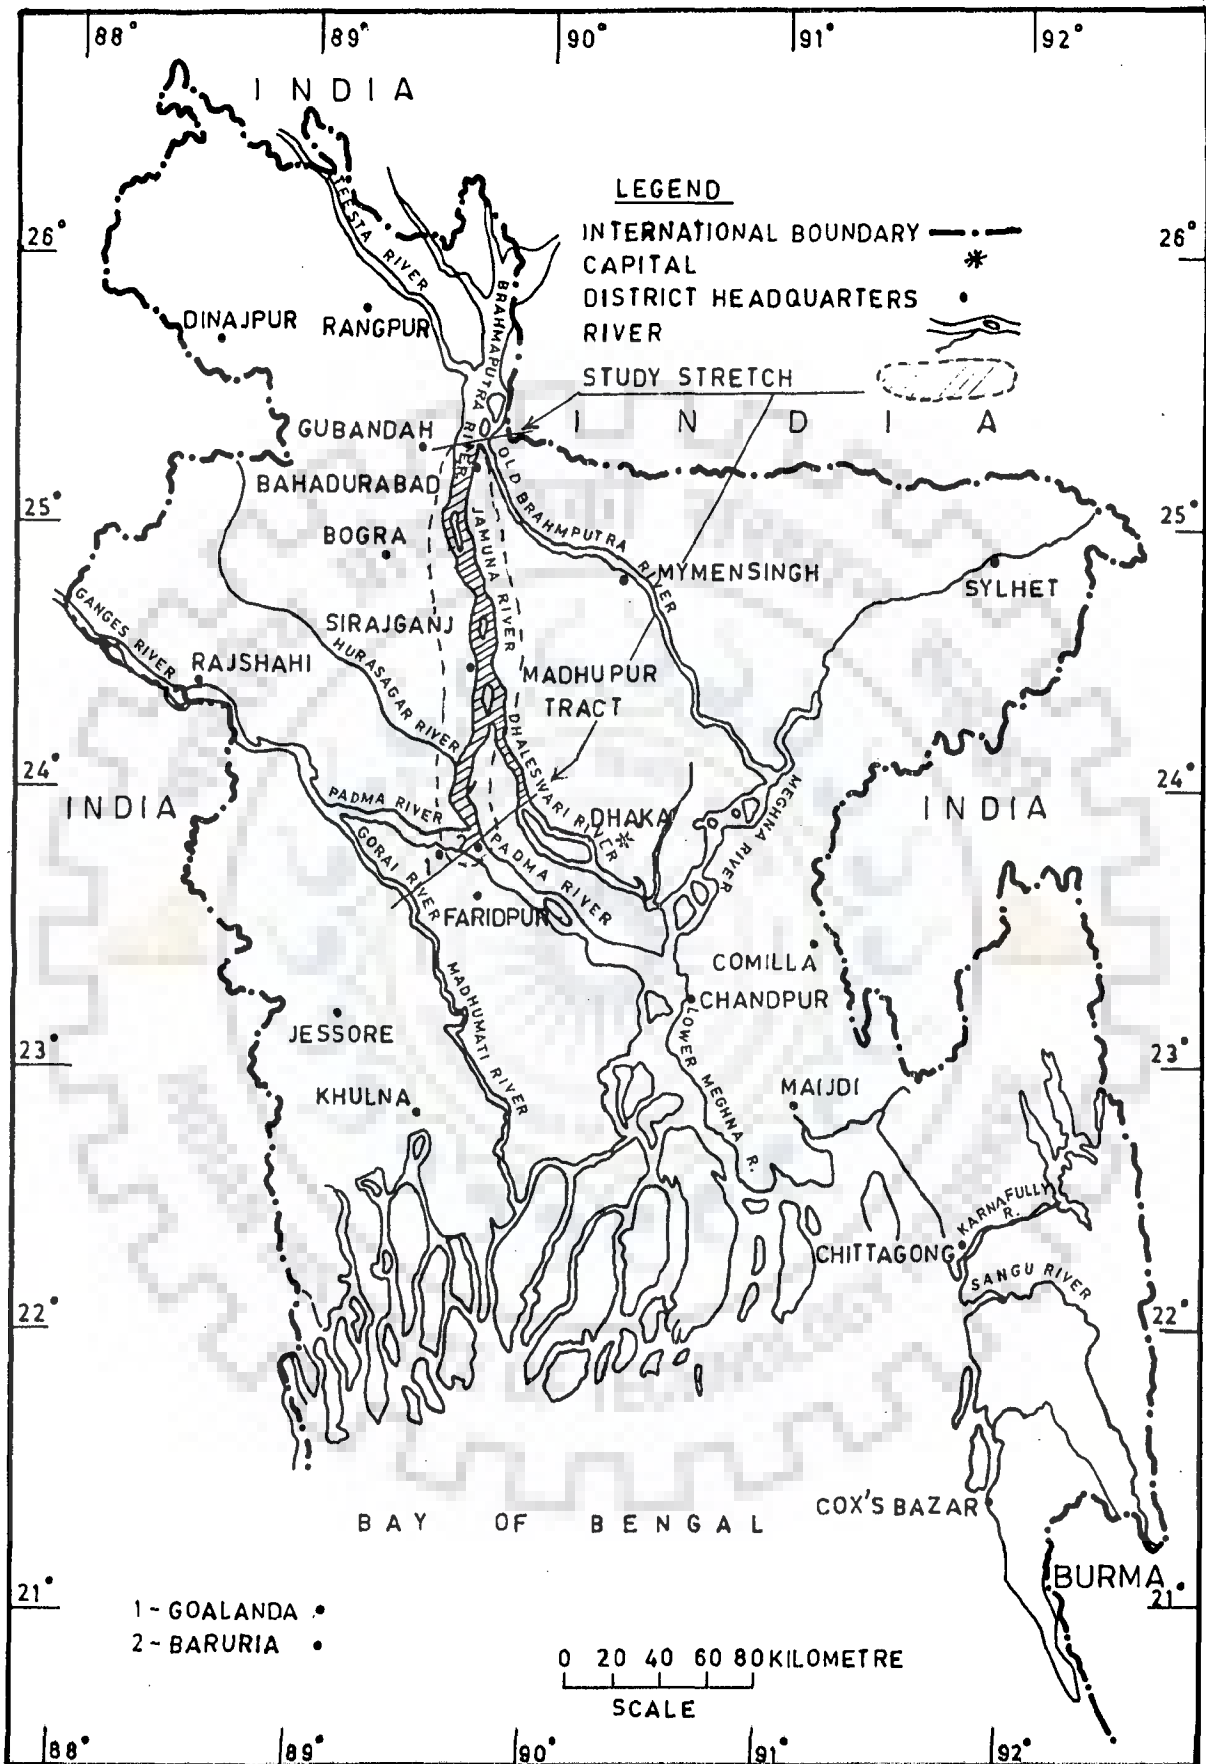 88° 89° 90° 91° 92°
INDIA
LEGEND
INTERNATIONAL BOUNDARY
CAPITAL
DISTRICT HEADQUARTERS
RIVER
STUDY STRETCH
26° 26°
TEESTA RIVER
BRAHMAPUTRA RIVER
DINAJPUR RANGPUR
INDIA
GUBANDAH
BAHADURABAD
OLD BRAHMPUTRA RIVER
25° 25°
BOGRA
JAMUNA RIVER
MYMENSINGH
SYLHET
GANGES RIVER
SIRAJGANJ
HURASAGAR RIVER
RAJSHAHI
MADHUPUR
TRACT
DHALESWARI RIVER
24° 24°
INDIA
PADMA RIVER
DHAKA
MEGHNA RIVER
INDIA
GORAI RIVER
1
PADMA RIVER
FARIDPUR
COMILLA
CHANDPUR
MADHUMATI RIVER
JESSORE
LOWER MEGHNA R.
23° 23°
KHULNA
MAIJDI
KARNAFULLY R.
CHITTAGONG
SANGU RIVER
22° 22°
COX'S BAZAR
BAY OF BENGAL
BURMA
21° 21°
1-GOALANDA
2-BARURIA
0 20 40 60 80 KILOMETRE
SCALE
88° 89° 90° 91° 92°